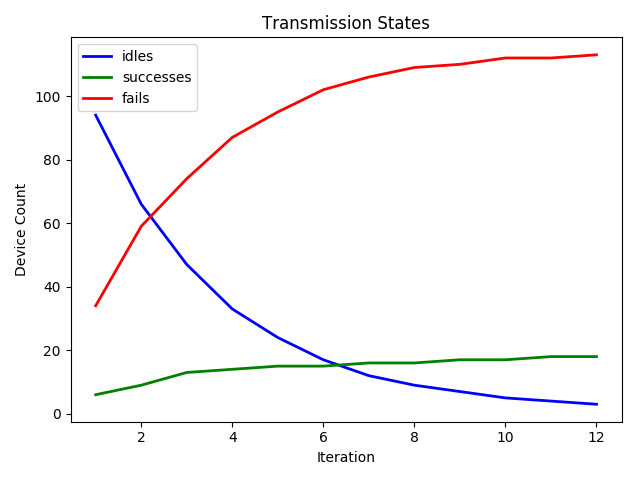 Transmission States
idles
successes
fails
Device Count
100
80
60
40
20
0
2 4 6 8 10 12
Iteration